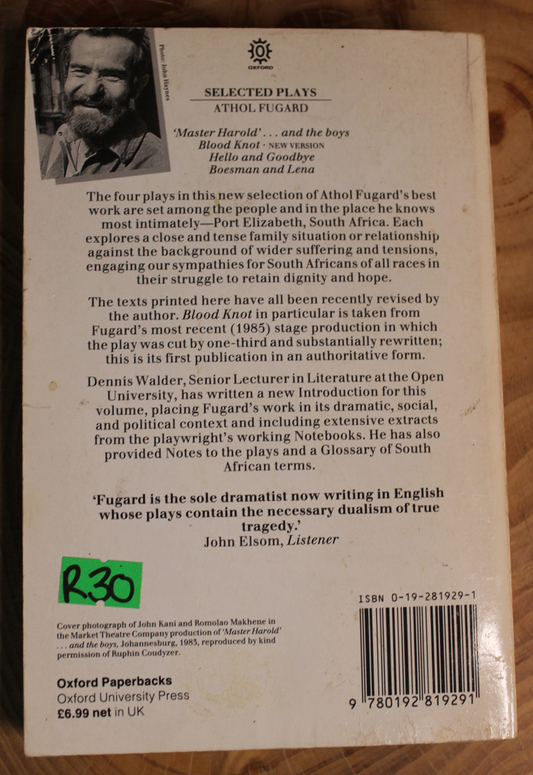 Photo: John Haynes
OXFORD
SELECTED PLAYS
ATHOL FUGARD
'Master Harold' . . . and the boys
Blood Knot · NEW VERSION
Hello and Goodbye
Boesman and Lena
The four plays in this new selection of Athol Fugard's best
work are set among the people and in the place he knows
most intimately—Port Elizabeth, South Africa. Each
explores a close and tense family situation or relationship
against the background of wider suffering and tensions,
engaging our sympathies for South Africans of all races in
their struggle to retain dignity and hope.
The texts printed here have all been recently revised by
the author. Blood Knot in particular is taken from
Fugard's most recent (1985) stage production in which
the play was cut by one-third and substantially rewritten;
this is its first publication in an authoritative form.
Dennis Walder, Senior Lecturer in Literature at the Open
University, has written a new Introduction for this
volume, placing Fugard's work in its dramatic, social,
and political context and including extensive extracts
from the playwright's working Notebooks. He has also
provided Notes to the plays and a Glossary of South
African terms.
'Fugard is the sole dramatist now writing in English
whose plays contain the necessary dualism of true
tragedy.'
John Elsom, Listener
R30
ISBN 0-19-281929-1
Cover photograph of John Kani and Romolao Makhene in
the Market Theatre Company production of 'Master Harold'
. . . and the boys, Johannesburg, 1983, reproduced by kind
permission of Ruphin Coudyzer.
Oxford Paperbacks
Oxford University Press
£6.99 net in UK
9 780192 819291